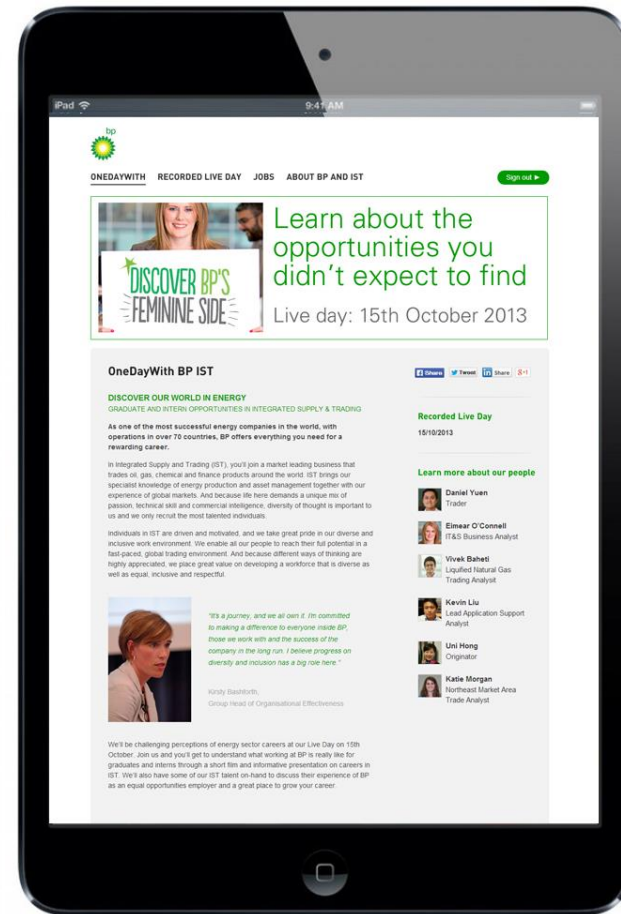 iPad
9:41 AM
bp
ONEDAYWITH RECORDED LIVE DAY JOBS ABOUT BP AND IST
Sign out
DISCOVER BP'S
FEMININE SIDE
Learn about the
opportunities you
didn't expect to find
Live day: 15th October 2013
OneDayWith BP IST
Share Tweet Share +1
DISCOVER OUR WORLD IN ENERGY
GRADUATE AND INTERN OPPORTUNITIES IN INTEGRATED SUPPLY & TRADING
As one of the most successful energy companies in the world, with
operations in over 70 countries, BP offers everything you need for a
rewarding career.
In Integrated Supply and Trading (IST), you'll join a market leading business that
trades oil, gas, chemical and finance products around the world. IST brings our
specialist knowledge of energy production and asset management together with our
experience of global markets. And because life here demands a unique mix of
passion, technical skill and commercial intelligence, diversity of thought is important to
us and we only recruit the most talented individuals.
Individuals in IST are driven and motivated, and we take great pride in our diverse and
inclusive work environment. We enable all our people to reach their full potential in a
fast-paced, global trading environment. And because different ways of thinking are
highly appreciated, we place great value on developing a workforce that is diverse as
well as equal, inclusive and respectful.
"It's a journey, and we all own it. I'm committed
to making a difference to everyone inside BP,
those we work with and the success of the
company in the long run. I believe progress on
diversity and inclusion has a big role here."
Kirsty Bashforth,
Group Head of Organisational Effectiveness
We'll be challenging perceptions of energy sector careers at our Live Day on 15th
October. Join us and you'll get to understand what working at BP is really like for
graduates and interns through a short film and informative presentation on careers in
IST. We'll also have some of our IST talent on-hand to discuss their experience of BP
as an equal opportunities employer and a great place to grow your career.
Recorded Live Day
15/10/2013
Learn more about our people
Daniel Yuen
Trader
Eimear O'Connell
IT&S Business Analyst
Vivek Baheti
Liquified Natural Gas
Trading Analysit
Kevin Liu
Lead Application Support
Analyst
Uni Hong
Originator
Katie Morgan
Northeast Market Area
Trade Analyst